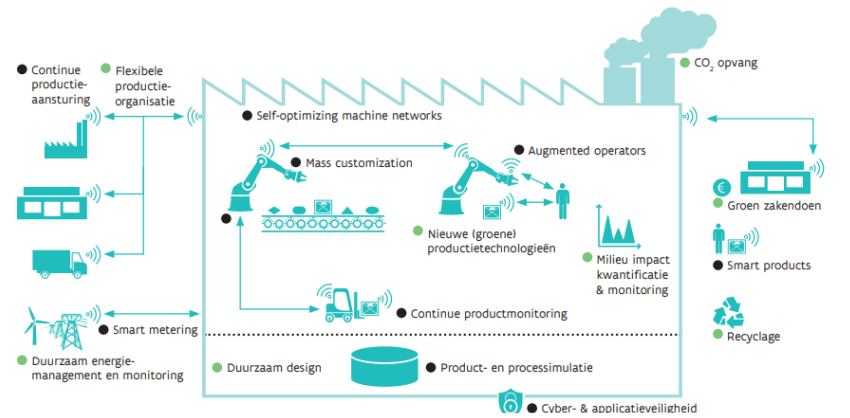 Continue
productie-
aansturing
Flexibele
productie-
organisatie
CO₂ opvang
Self-optimizing machine networks
Mass customization
Augmented operators
Nieuwe (groene)
productietechnologieën
Milieu impact
kwantificatie
& monitoring
€
Groen zakendoen
Smart products
Recyclage
Continue productmonitoring
Smart metering
Duurzaam energie-
management en monitoring
Duurzaam design
Product- en processimulatie
Cyber- & applicatieveiligheid